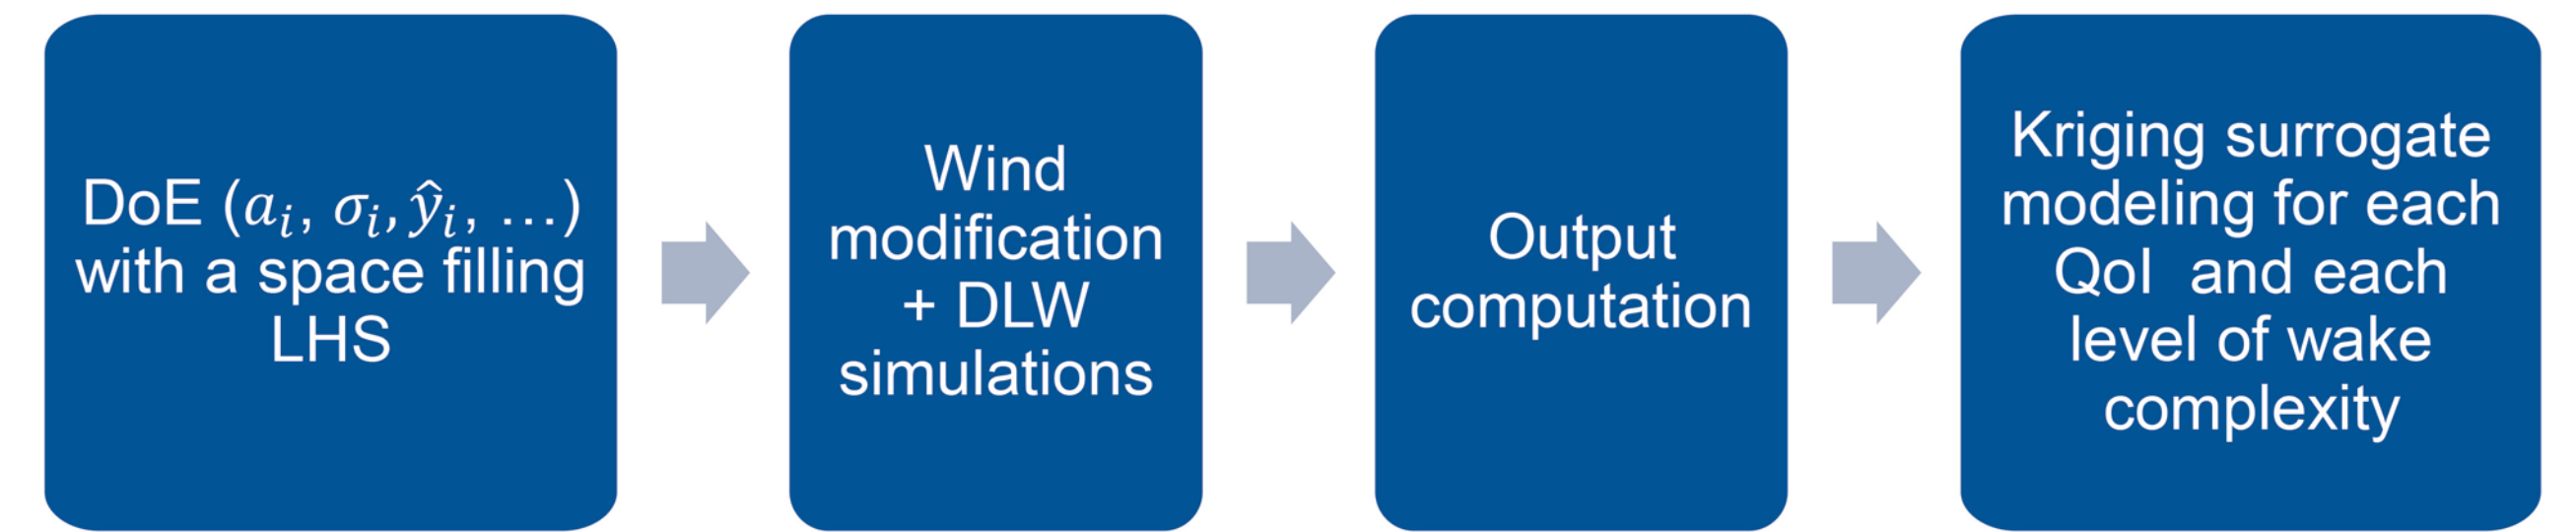 DoE (𝑎ᵢ, 𝜎ᵢ, ŷᵢ, …)
with a space filling
LHS
Wind
modification
+ DLW
simulations
Output
computation
Kriging surrogate
modeling for each
QoI and each
level of wake
complexity